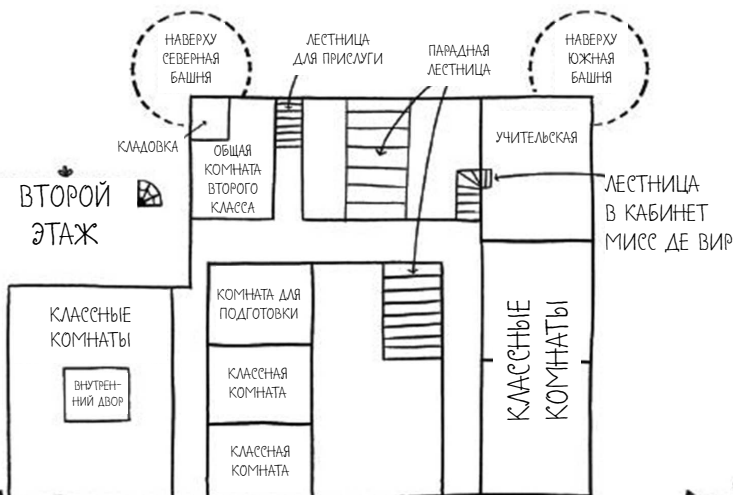 НАВЕРХУ
СЕВЕРНАЯ
БАШНЯ
ЛЕСТНИЦА
ДЛЯ ПРИСЛУГИ
ПАРАДНАЯ
ЛЕСТНИЦА
НАВЕРХУ
ЮЖНАЯ
БАШНЯ
КЛАДОВКА
ОБЩАЯ
КОМНАТА
ВТОРОГО
КЛАССА
УЧИТЕЛЬСКАЯ
ВТОРОЙ
ЭТАЖ
ЛЕСТНИЦА
В КАБИНЕТ
МИСС ДЕ ВИР
КЛАССНЫЕ
КОМНАТЫ
ВНУТРЕН-
НИЙ ДВОР
КОМНАТА ДЛЯ
ПОДГОТОВКИ
КЛАССНАЯ
КОМНАТА
КЛАССНАЯ
КОМНАТА
КЛАССНЫЕ
КОМНАТЫ